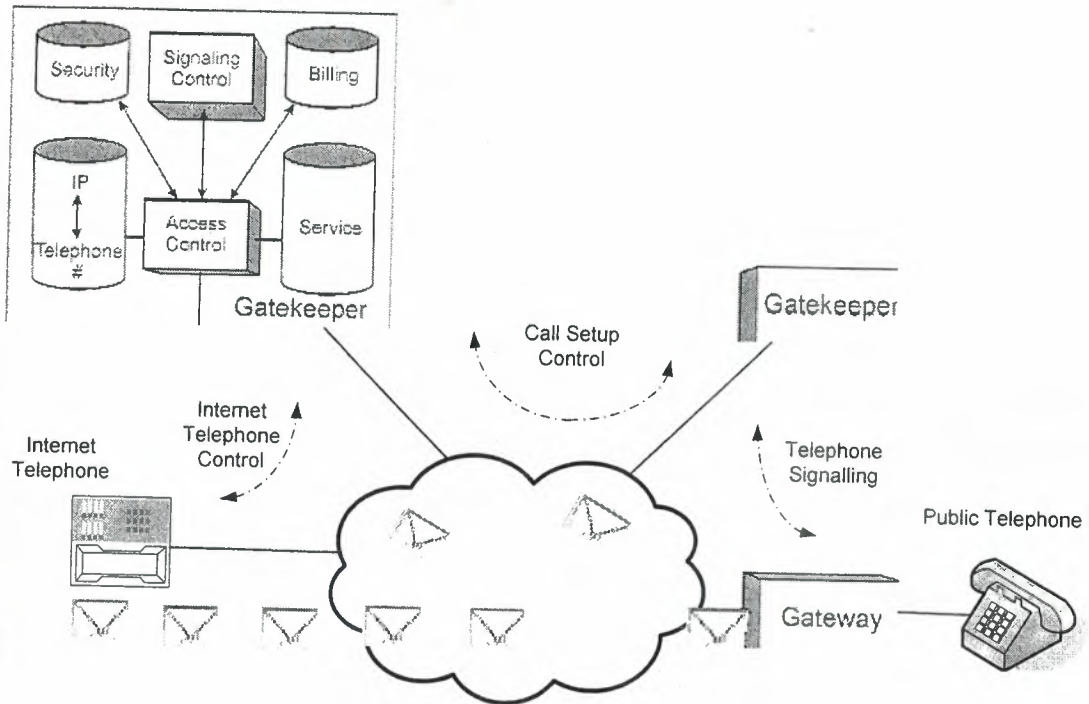 Security
Signaling
Control
Billing
IP
Telephone
#
Access
Control
Service
Gatekeeper
Gatekeeper
Call Setup
Control
Internet
Telephone
Control
Internet
Telephone
Telephone
Signalling
Public Telephone
Gateway